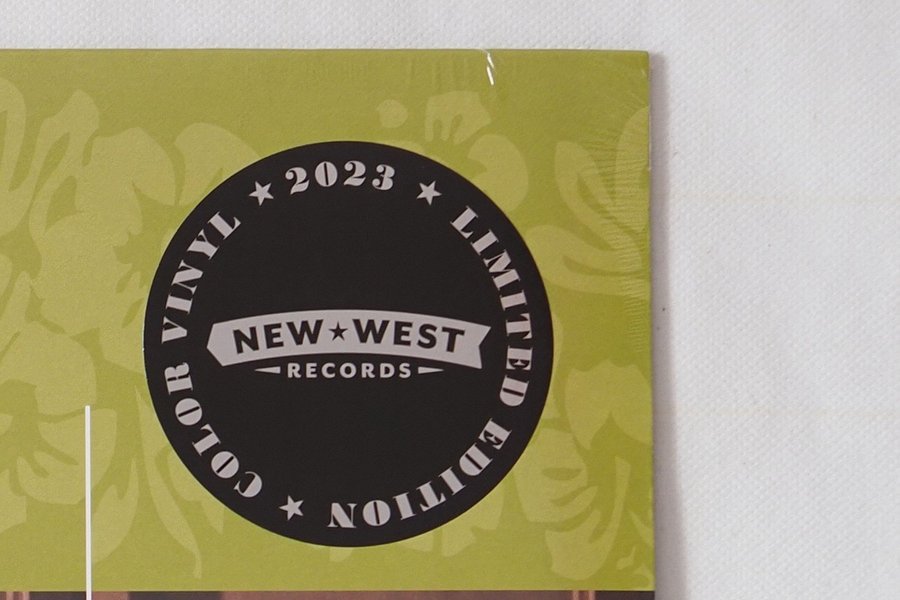 ★ 2023 ★ LIMITED EDITION ★ COLOR VINYL
NEW★WEST
RECORDS